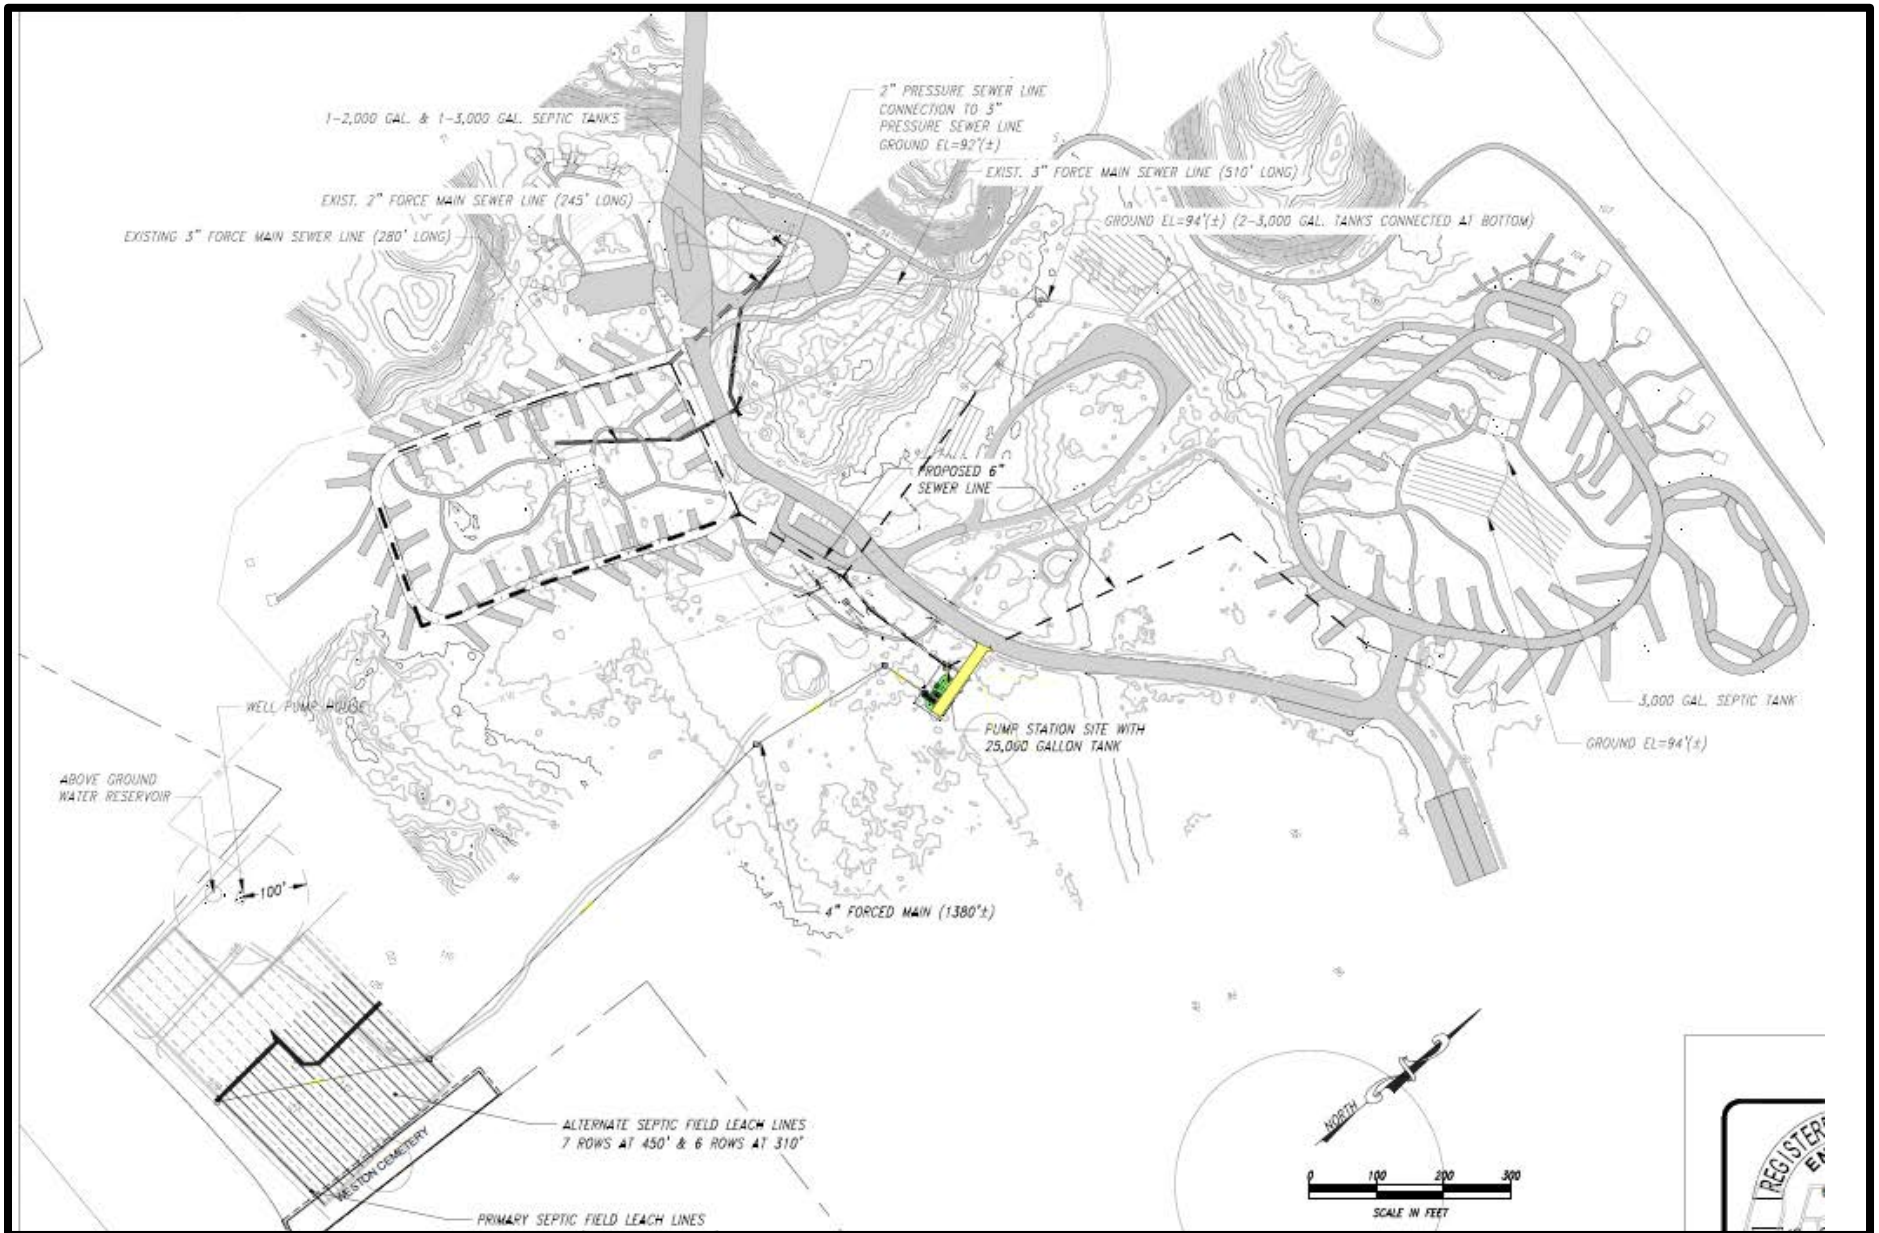 2" PRESSURE SEWER LINE
CONNECTION TO 3"
PRESSURE SEWER LINE
GROUND EL=92'(±)
1-2,000 GAL. & 1-3,000 GAL. SEPTIC TANKS
EXIST. 3" FORCE MAIN SEWER LINE (510' LONG)
EXIST. 2" FORCE MAIN SEWER LINE (245' LONG)
GROUND EL=94'(±) (2-3,000 GAL. TANKS CONNECTED AT BOTTOM)
EXISTING 3" FORCE MAIN SEWER LINE (280' LONG)
PROPOSED 6"
SEWER LINE
3,000 GAL. SEPTIC TANK
WELL PUMP HOUSE
PUMP STATION SITE WITH
25,000 GALLON TANK
GROUND EL=94'(±)
ABOVE GROUND
WATER RESERVOIR
100'
4" FORCED MAIN (1380'±)
ALTERNATE SEPTIC FIELD LEACH LINES
7 ROWS AT 450' & 6 ROWS AT 310'
WESTON CEMETERY
PRIMARY SEPTIC FIELD LEACH LINES
NORTH
0 100 200 300
SCALE IN FEET